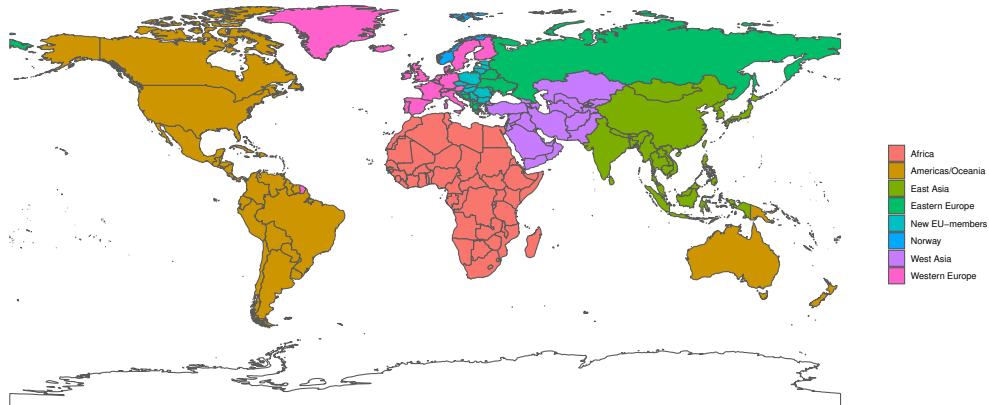 Africa
Americas/Oceania
East Asia
Eastern Europe
New EU−members
Norway
West Asia
Western Europe